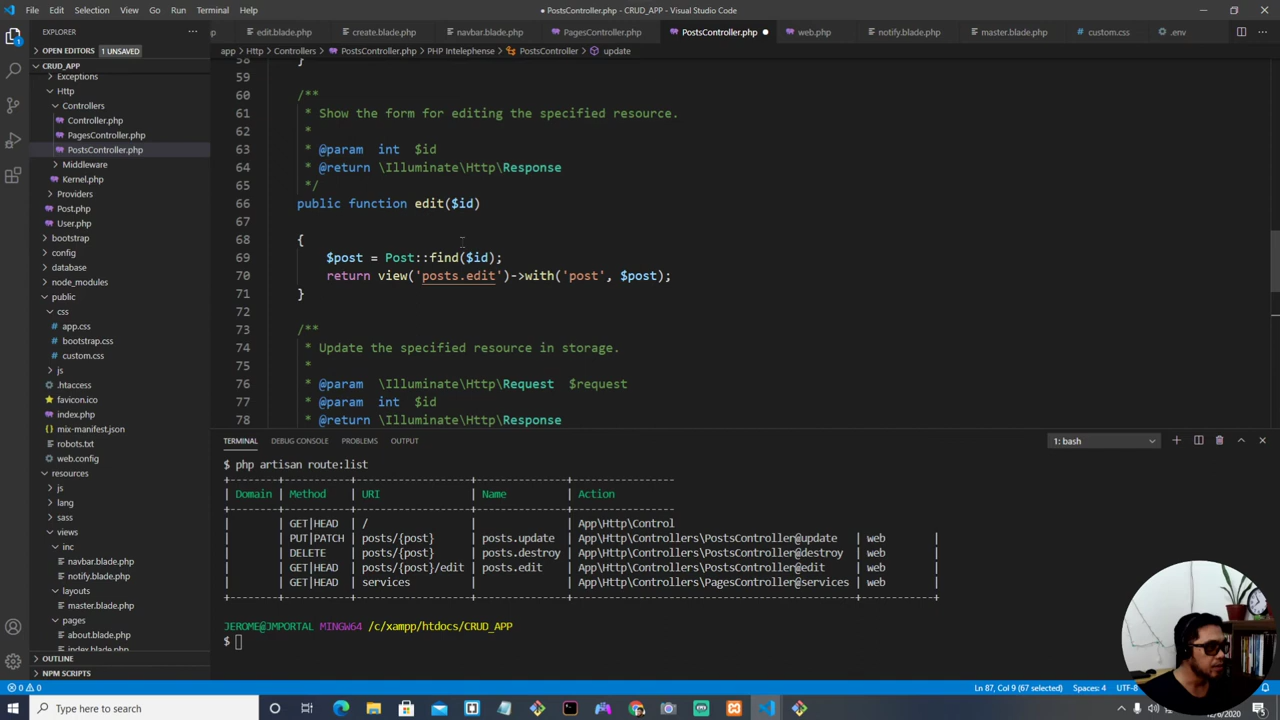 File Edit Selection View Go Run Terminal Help
● PostsController.php - CRUD_APP - Visual Studio Code
EXPLORER
edit.blade.php create.blade.php navbar.blade.php PagesController.php PostsController.php ● web.php notify.blade.php master.blade.php custom.css .env
OPEN EDITORS 1 UNSAVED
app > Http > Controllers > PostsController.php > PHP Intelephense > PostsController > update
CRUD_APP
Exceptions
Http
Controllers
Controller.php
PagesController.php
PostsController.php
Middleware
Kernel.php
Providers
Post.php
User.php
bootstrap
config
database
node_modules
public
css
app.css
bootstrap.css
custom.css
js
.htaccess
favicon.ico
index.php
mix-manifest.json
robots.txt
web.config
resources
js
lang
sass
views
inc
navbar.blade.php
notify.blade.php
layouts
master.blade.php
pages
about.blade.php
index.blade.php
OUTLINE
NPM SCRIPTS
58 }
59
60 /**
61 * Show the form for editing the specified resource.
62 *
63 * @param int $id
64 * @return \Illuminate\Http\Response
65 */
66 public function edit($id)
67
68 {
69 $post = Post::find($id);
70 return view('posts.edit')->with('post', $post);
71 }
72
73 /**
74 * Update the specified resource in storage.
75 *
76 * @param \Illuminate\Http\Request $request
77 * @param int $id
78 * @return \Illuminate\Http\Response
TERMINAL DEBUG CONSOLE PROBLEMS OUTPUT 1: bash
$ php artisan route:list
+--------+-----------+-------------------+---------------+---------------
| Domain | Method | URI | Name | Action
+--------+-----------+-------------------+---------------+---------------
| | GET|HEAD | / | | App\Http\Control
| | PUT|PATCH | posts/{post} | posts.update | App\Http\Controllers\PostsController@update | web |
| | DELETE | posts/{post} | posts.destroy | App\Http\Controllers\PostsController@destroy | web |
| | GET|HEAD | posts/{post}/edit | posts.edit | App\Http\Controllers\PostsController@edit | web |
| | GET|HEAD | services | | App\Http\Controllers\PagesController@services | web |
+--------+-----------+-------------------+---------------+-----------------------------------------------+------------+
JEROME@JMPORTAL MINGW64 /c/xampp/htdocs/CRUD_APP
$
0 0 Ln 87, Col 9 (67 selected) Spaces: 4 UTF-8
Type here to search